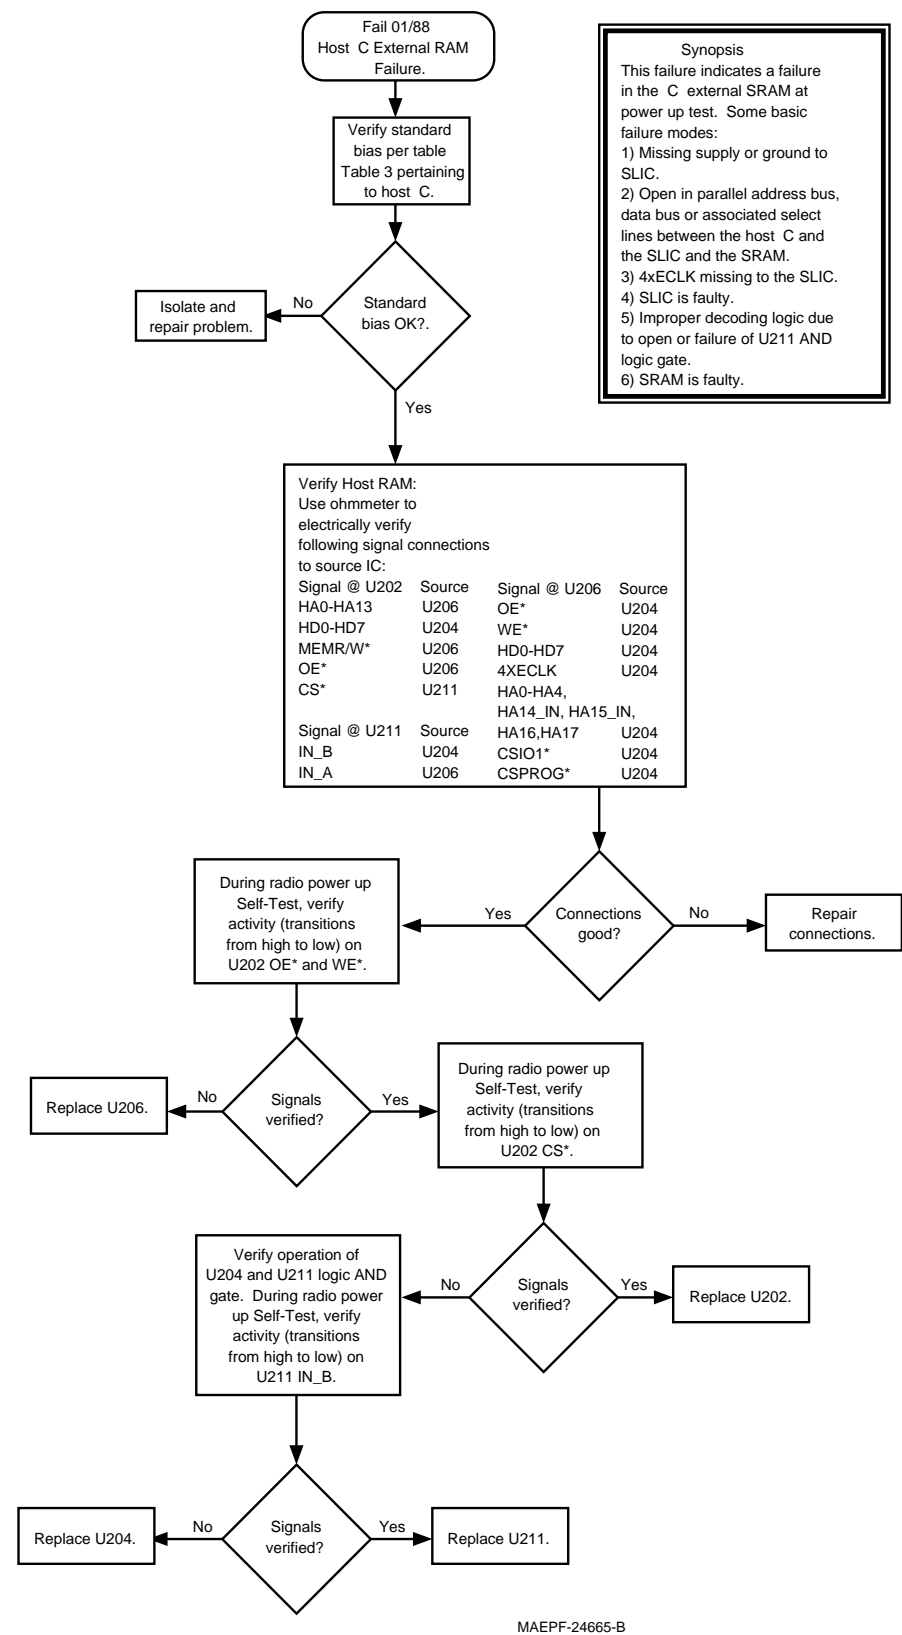 Fail 01/88
Host C External RAM
Failure.
Synopsis
This failure indicates a failure
in the C external SRAM at
power up test. Some basic
failure modes:
1) Missing supply or ground to
SLIC.
2) Open in parallel address bus,
data bus or associated select
lines between the host C and
the SLIC and the SRAM.
3) 4xECLK missing to the SLIC.
4) SLIC is faulty.
5) Improper decoding logic due
to open or failure of U211 AND
logic gate.
6) SRAM is faulty.
Verify standard
bias per table
Table 3 pertaining
to host C.
Standard
bias OK?.
No
Isolate and
repair problem.
Yes
Verify Host RAM:
Use ohmmeter to
electrically verify
following signal connections
to source IC:
Signal @ U202 Source
HA0-HA13 U206
HD0-HD7 U204
MEMR/W* U206
OE* U206
CS* U211
Signal @ U211 Source
IN_B U204
IN_A U206
Signal @ U206 Source
OE* U204
WE* U204
HD0-HD7 U204
4XECLK U204
HA0-HA4,
HA14_IN, HA15_IN,
HA16,HA17 U204
CSIO1* U204
CSPROG* U204
Connections
good?
No
Repair
connections.
Yes
During radio power up
Self-Test, verify
activity (transitions
from high to low) on
U202 OE* and WE*.
Signals
verified?
No
Replace U206.
Yes
During radio power up
Self-Test, verify
activity (transitions
from high to low) on
U202 CS*.
Signals
verified?
Yes
Replace U202.
No
Verify operation of
U204 and U211 logic AND
gate. During radio power
up Self-Test, verify
activity (transitions
from high to low) on
U211 IN_B.
Signals
verified?
No
Replace U204.
Yes
Replace U211.
MAEPF-24665-B